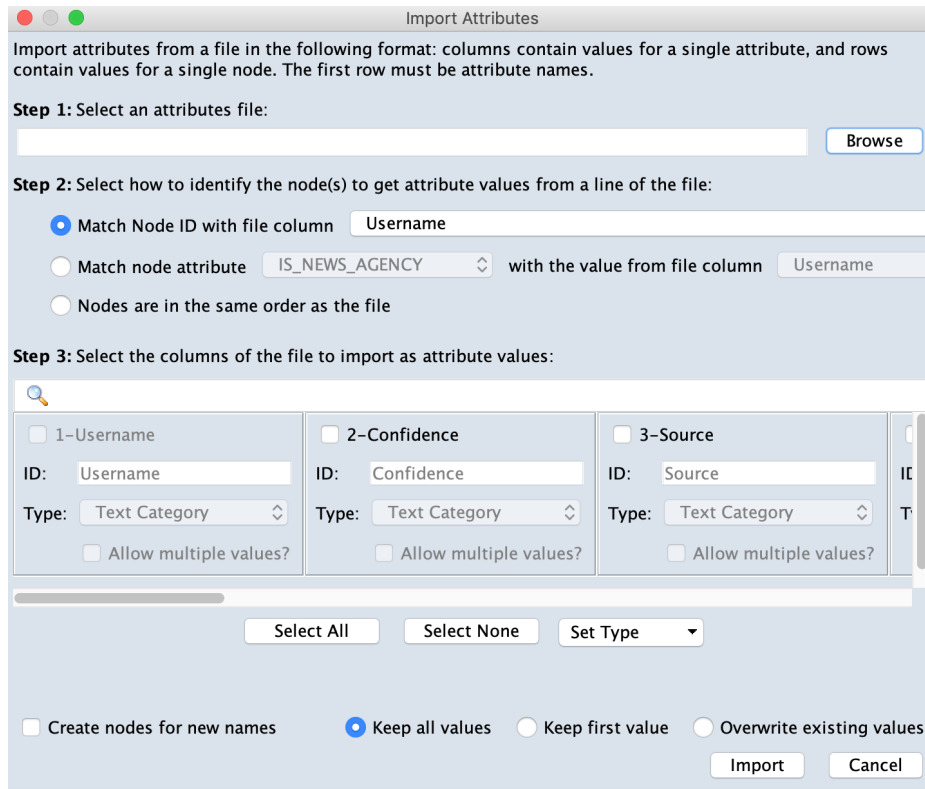 Import Attributes
Import attributes from a file in the following format: columns contain values for a single attribute, and rows
contain values for a single node. The first row must be attribute names.
Step 1: Select an attributes file:
Browse
Step 2: Select how to identify the node(s) to get attribute values from a line of the file:
Match Node ID with file column Username
Match node attribute IS_NEWS_AGENCY with the value from file column Username
Nodes are in the same order as the file
Step 3: Select the columns of the file to import as attribute values:
1-Username 2-Confidence 3-Source
ID: Username ID: Confidence ID: Source
Type: Text Category Type: Text Category Type: Text Category
Allow multiple values? Allow multiple values? Allow multiple values?
Select All Select None Set Type
Create nodes for new names Keep all values Keep first value Overwrite existing values
Import Cancel